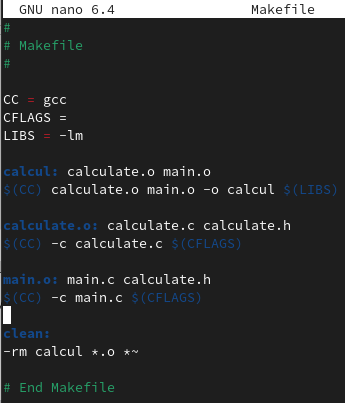 GNU nano 6.4 Makefile
#
# Makefile
#
CC = gcc
CFLAGS =
LIBS = -lm
calcul: calculate.o main.o
$(CC) calculate.o main.o -o calcul $(LIBS)
calculate.o: calculate.c calculate.h
$(CC) -c calculate.c $(CFLAGS)
main.o: main.c calculate.h
$(CC) -c main.c $(CFLAGS)
clean:
-rm calcul *.o *~
# End Makefile